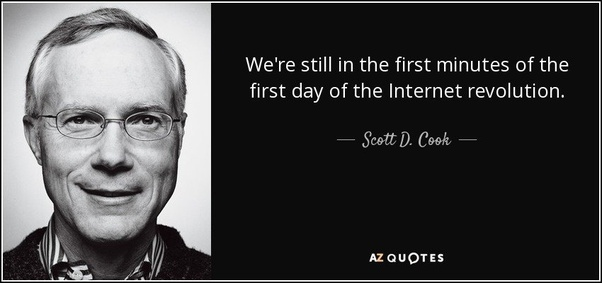 We're still in the first minutes of the
first day of the Internet revolution.
— Scott D. Cook —
AZ QUOTES